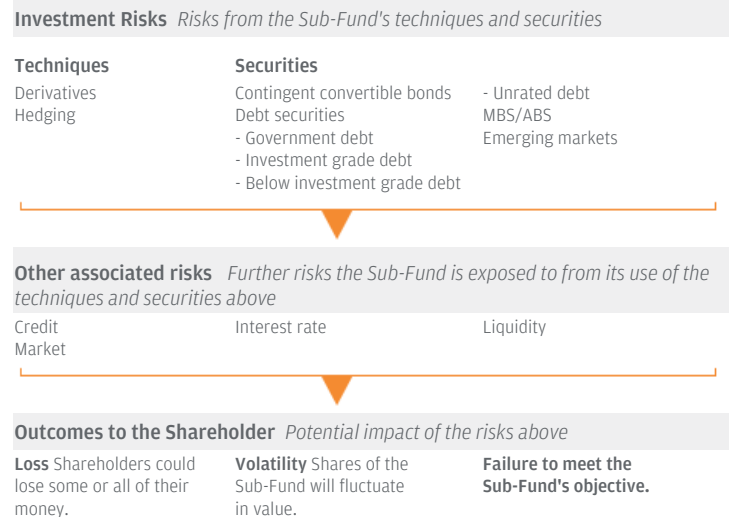 Investment Risks Risks from the Sub-Fund's techniques and securities
Techniques
Derivatives
Hedging
Securities
Contingent convertible bonds
Debt securities
- Government debt
- Investment grade debt
- Below investment grade debt
- Unrated debt
MBS/ABS
Emerging markets
Other associated risks Further risks the Sub-Fund is exposed to from its use of the
techniques and securities above
Credit
Market
Interest rate
Liquidity
Outcomes to the Shareholder Potential impact of the risks above
Loss Shareholders could
lose some or all of their
money.
Volatility Shares of the
Sub-Fund will fluctuate
in value.
Failure to meet the
Sub-Fund's objective.